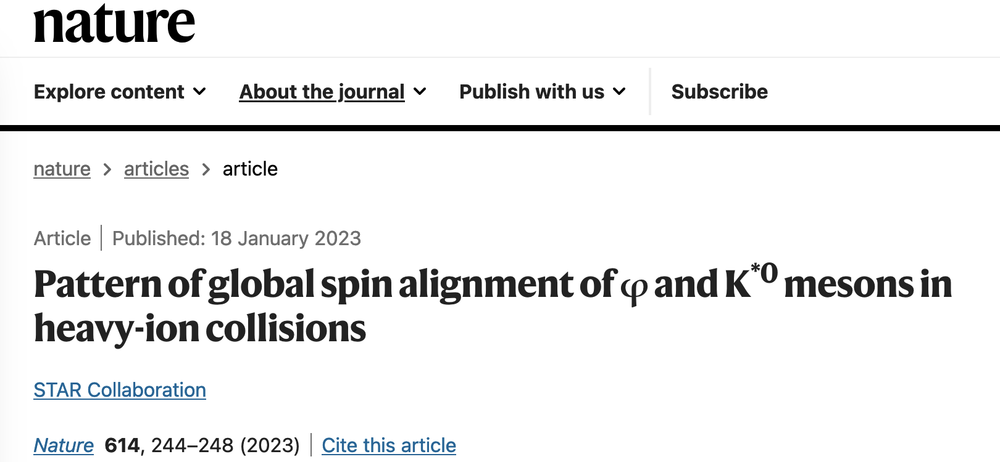 nature
Explore content About the journal Publish with us Subscribe
nature > articles > article
Article | Published: 18 January 2023
Pattern of global spin alignment of φ and K*0 mesons in
heavy-ion collisions
STAR Collaboration
Nature 614, 244–248 (2023) | Cite this article